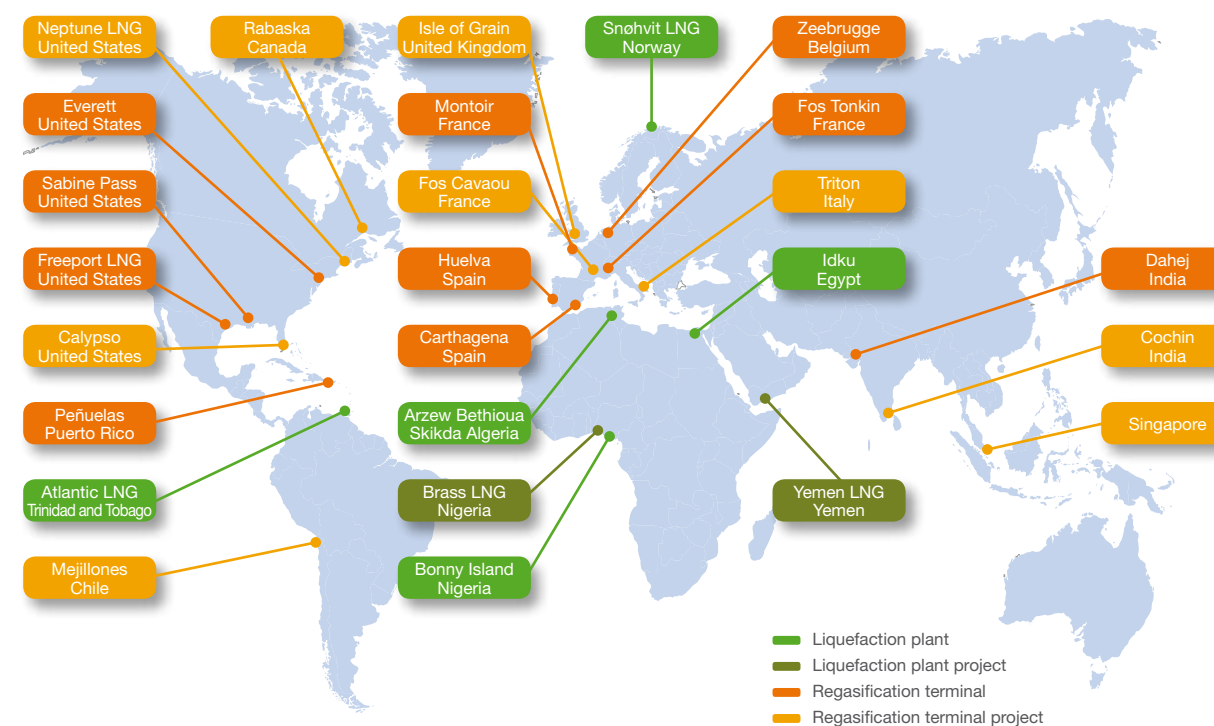 Neptune LNG
United States
Rabaska
Canada
Isle of Grain
United Kingdom
Snøhvit LNG
Norway
Zeebrugge
Belgium
Everett
United States
Montoir
France
Fos Tonkin
France
Sabine Pass
United States
Fos Cavaou
France
Triton
Italy
Freeport LNG
United States
Huelva
Spain
Idku
Egypt
Dahej
India
Calypso
United States
Carthagena
Spain
Cochin
India
Peñuelas
Puerto Rico
Arzew Bethioua
Skikda Algeria
Singapore
Atlantic LNG
Trinidad and Tobago
Brass LNG
Nigeria
Yemen LNG
Yemen
Mejillones
Chile
Bonny Island
Nigeria
Liquefaction plant
Liquefaction plant project
Regasification terminal
Regasification terminal project